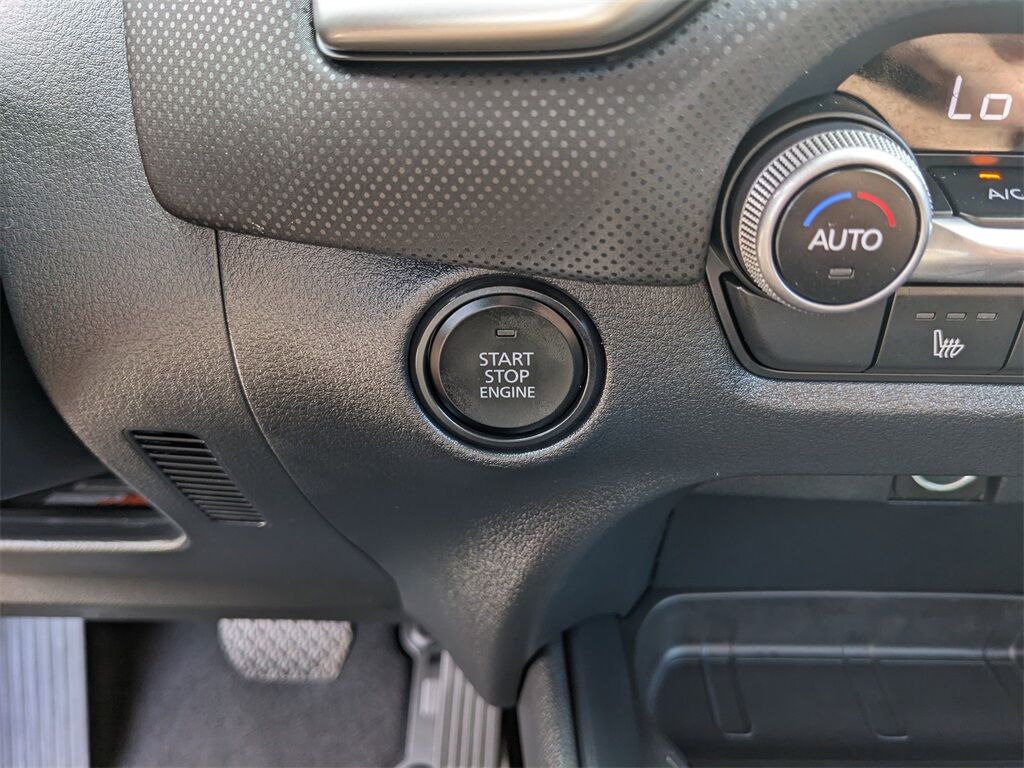 Lo
A/C
AUTO
START
STOP
ENGINE